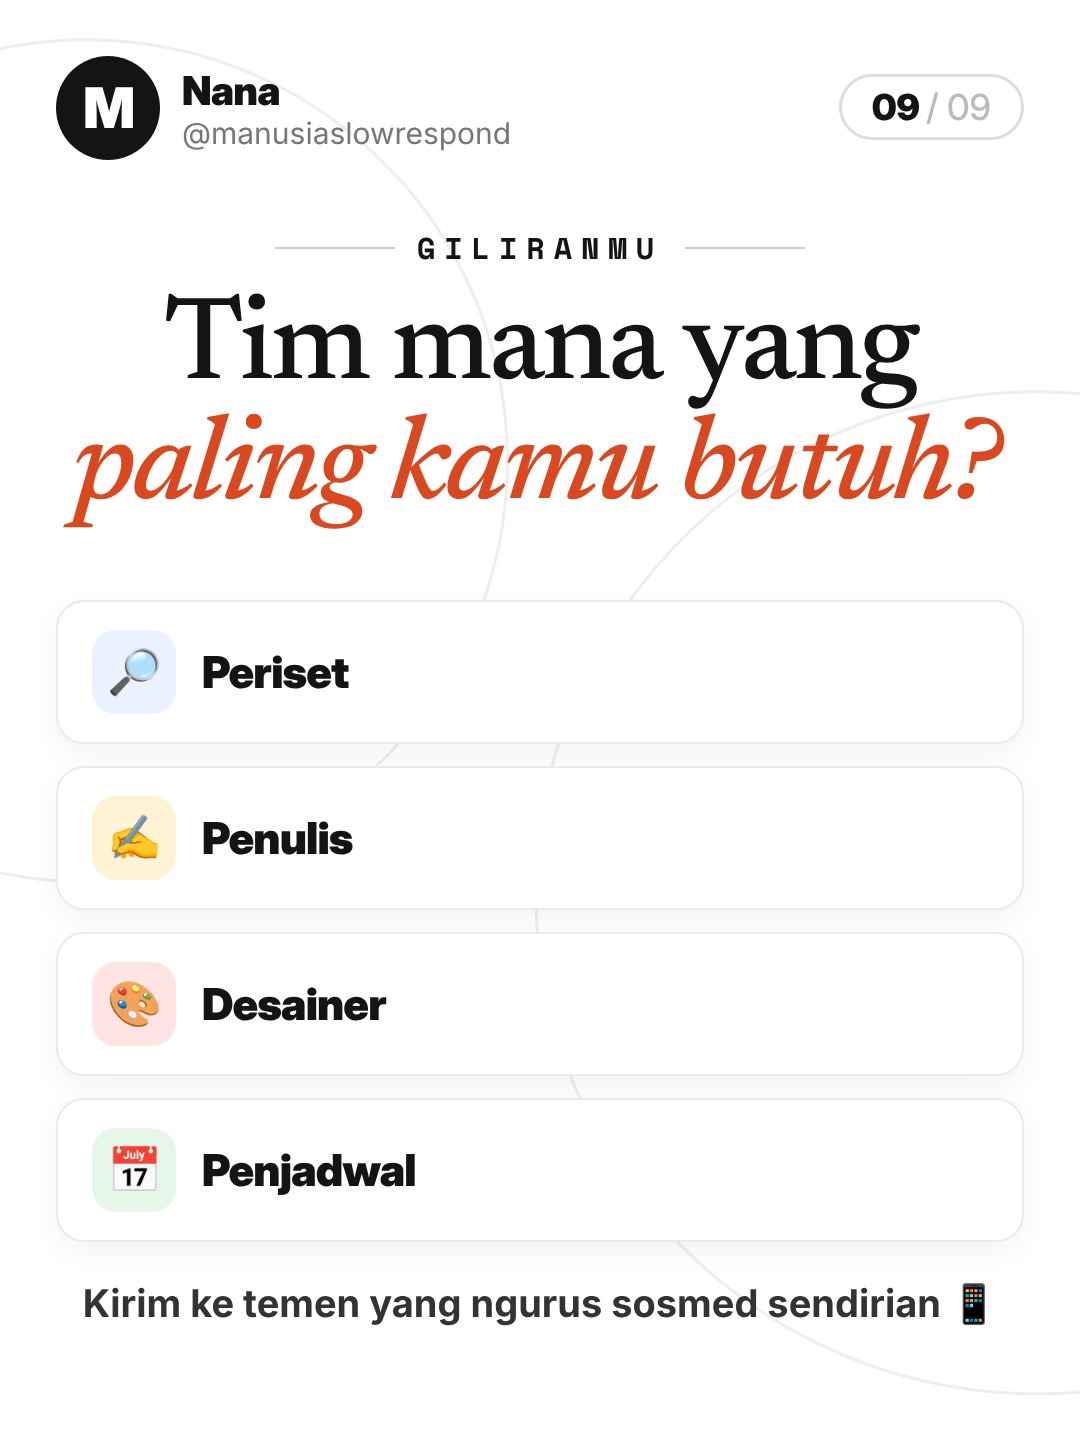 M
Nana
@manusiaslowrespond
09 / 09
GILIRANMU
Tim mana yang
paling kamu butuh?
Periset
Penulis
Desainer
July
17
Penjadwal
Kirim ke temen yang ngurus sosmed sendirian